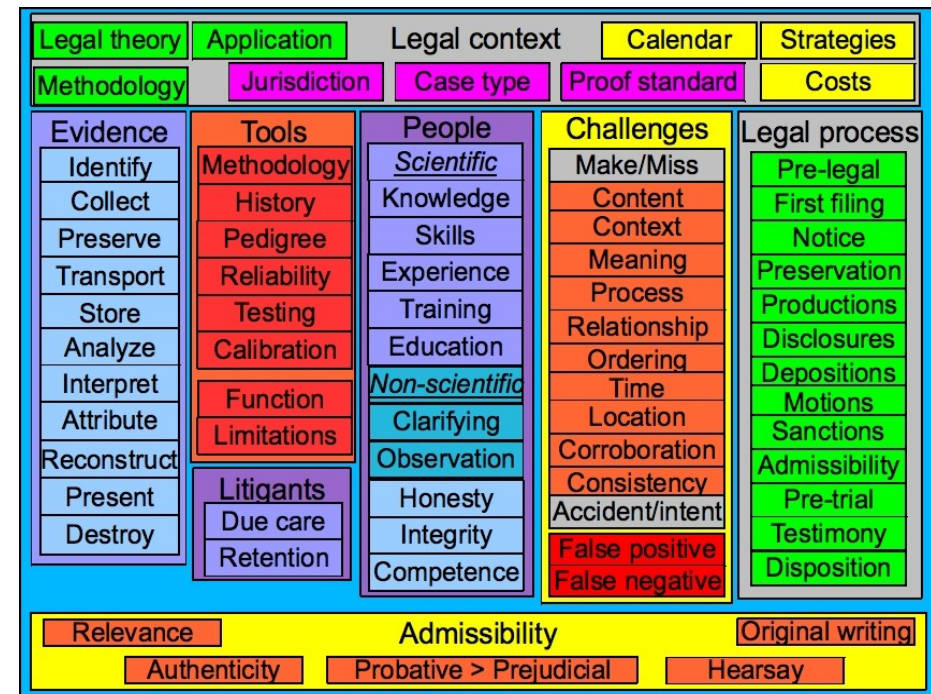 Legal theory Application Legal context Calendar Strategies
Methodology Jurisdiction Case type Proof standard Costs
Evidence
Identify
Collect
Preserve
Transport
Store
Analyze
Interpret
Attribute
Reconstruct
Present
Destroy
Tools
Methodology
History
Pedigree
Reliability
Testing
Calibration
Function
Limitations
Litigants
Due care
Retention
People
Scientific
Knowledge
Skills
Experience
Training
Education
Non-scientific
Clarifying
Observation
Honesty
Integrity
Competence
Challenges
Make/Miss
Content
Context
Meaning
Process
Relationship
Ordering
Time
Location
Corroboration
Consistency
Accident/intent
False positive
False negative
Legal process
Pre-legal
First filing
Notice
Preservation
Productions
Disclosures
Depositions
Motions
Sanctions
Admissibility
Pre-trial
Testimony
Disposition
Relevance Admissibility Original writing
Authenticity Probative > Prejudicial Hearsay